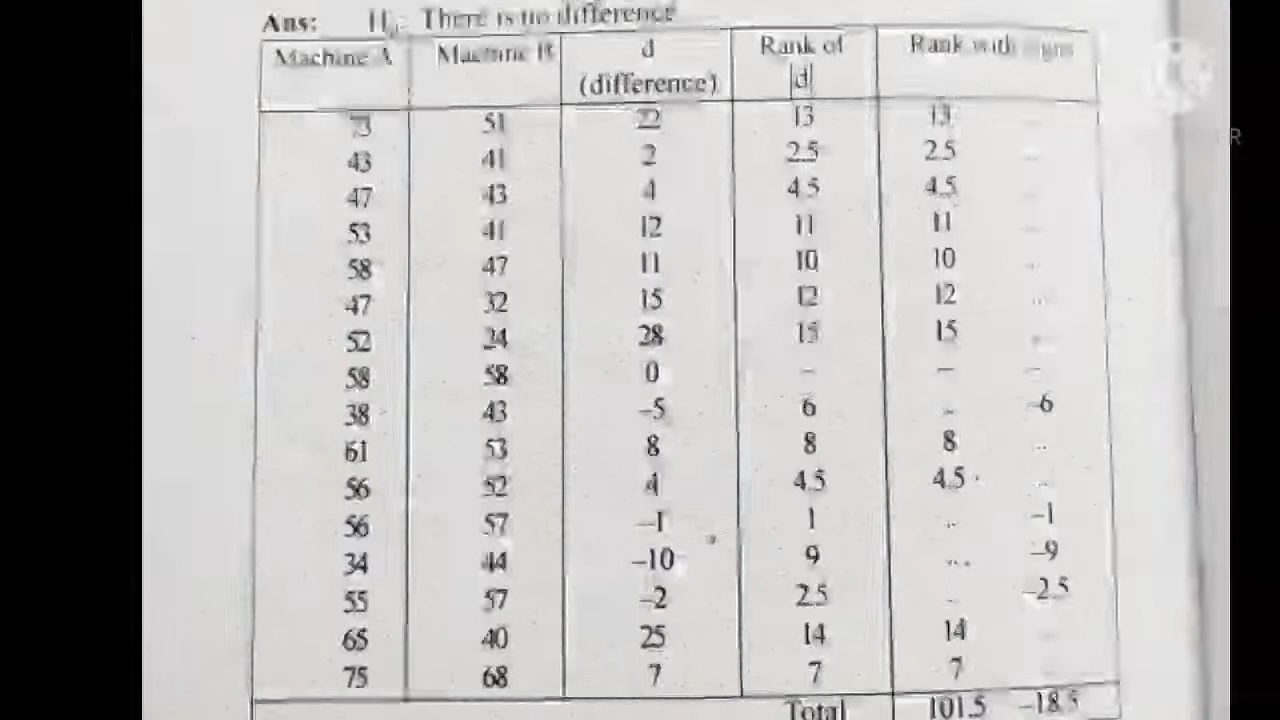 Ans: H₀: There is no difference
Machine A Machine B d (difference) Rank of |d| Rank with signs
73 51 22 13 13 -
43 41 2 2.5 2.5 -
47 43 4 4.5 4.5 -
53 41 12 11 11 -
58 47 11 10 10 -
47 32 15 12 12 -
52 24 28 15 15 -
58 58 0 - - -
38 43 -5 6 - -6
61 53 8 8 8 -
56 52 4 4.5 4.5 -
56 57 -1 1 - -1
34 44 -10 9 - -9
55 57 -2 2.5 - -2.5
65 40 25 14 14 -
75 68 7 7 7
Total 101.5 -18.5
R